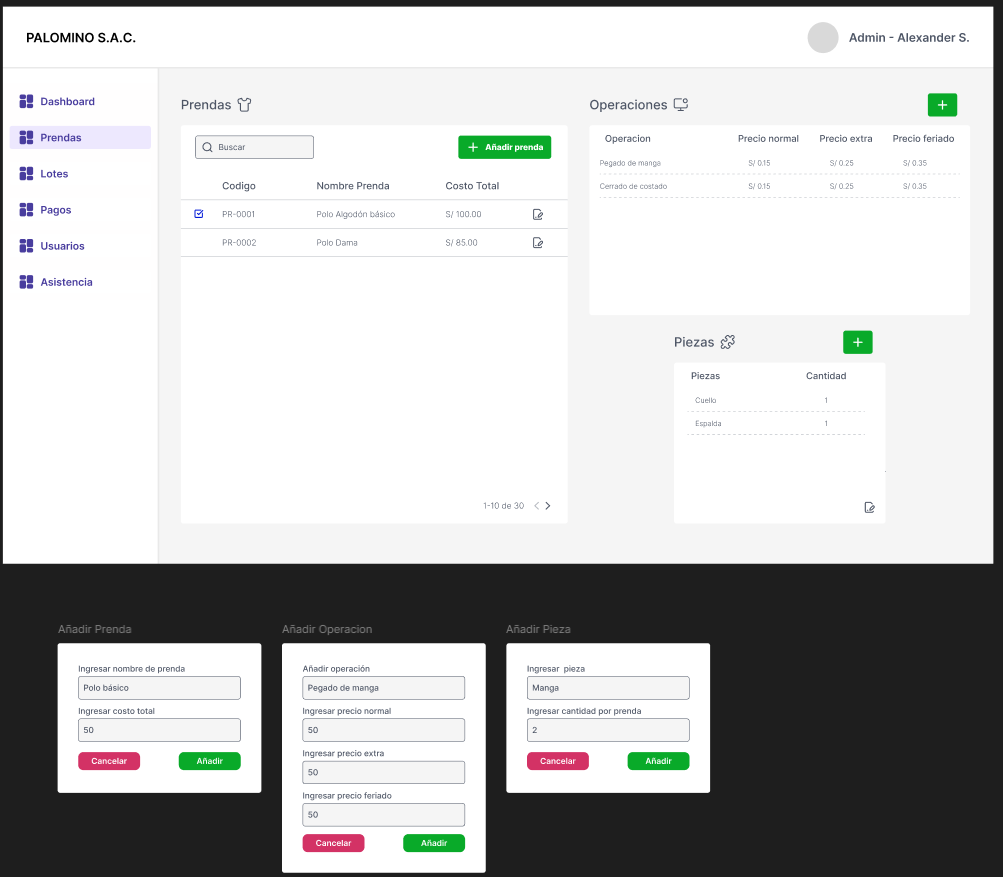 PALOMINO S.A.C.
Admin - Alexander S.
Dashboard
Prendas
Lotes
Pagos
Usuarios
Asistencia
Prendas
Buscar
Añadir prenda
Codigo Nombre Prenda Costo Total
PR-0001 Polo Algodón básico S/ 100.00
PR-0002 Polo Dama S/ 85.00
1-10 de 30
Operaciones
+
Operacion Precio normal Precio extra Precio feriado
Pegado de manga S/ 0.15 S/ 0.25 S/ 0.35
Cerrado de costado S/ 0.15 S/ 0.25 S/ 0.35
Piezas
+
Piezas Cantidad
Cuello 1
Espalda 1
Añadir Prenda
Ingresar nombre de prenda
Polo básico
Ingresar costo total
50
Cancelar Añadir
Añadir Operacion
Añadir operación
Pegado de manga
Ingresar precio normal
50
Ingresar precio extra
50
Ingresar precio feriado
50
Cancelar Añadir
Añadir Pieza
Ingresar pieza
Manga
Ingresar cantidad por prenda
2
Cancelar Añadir